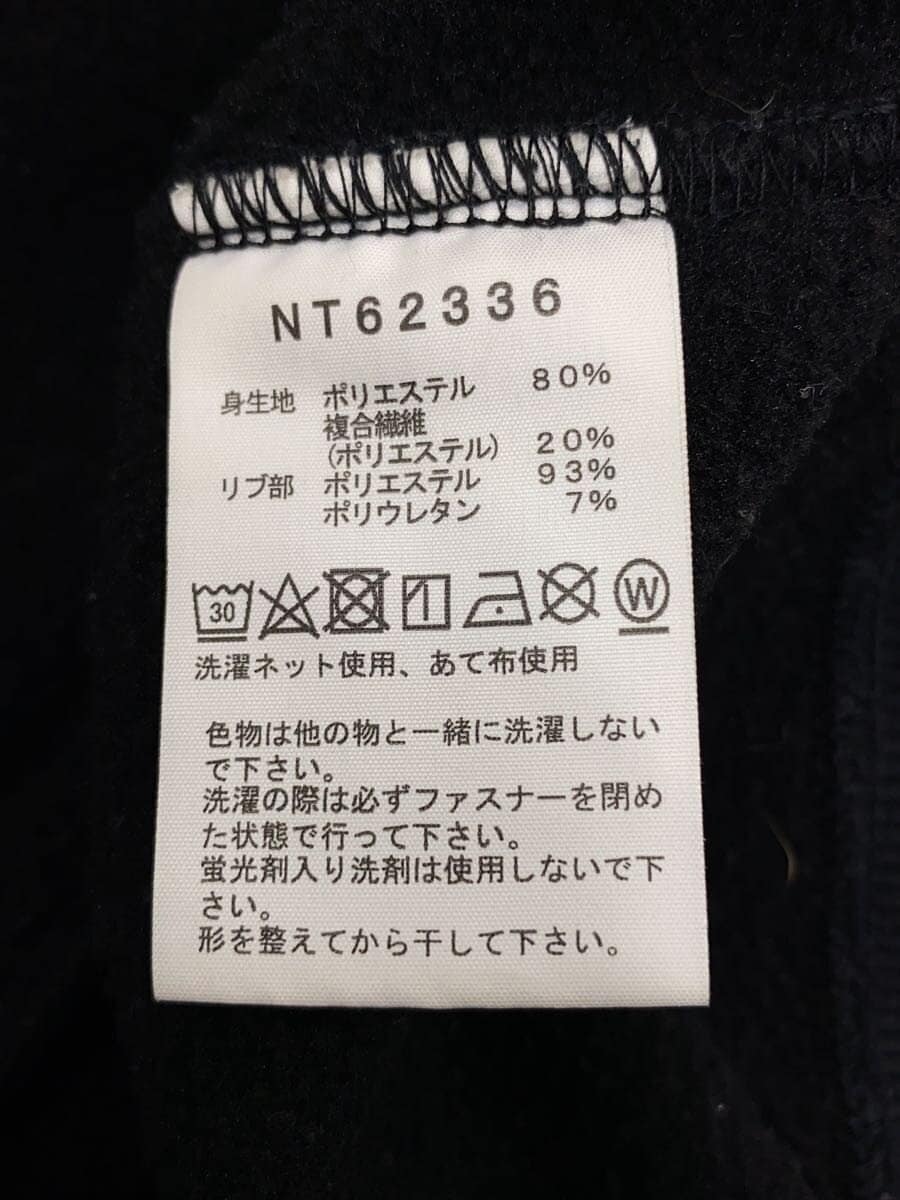 NT62336
身生地 ポリエステル 80%
複合繊維
(ポリエステル) 20%
リブ部 ポリエステル 93%
ポリウレタン 7%
30 W
洗濯ネット使用、あて布使用
色物は他の物と一緒に洗濯しない
で下さい。
洗濯の際は必ずファスナーを閉め
た状態で行って下さい。
蛍光剤入り洗剤は使用しないで下
さい。
形を整えてから干して下さい。